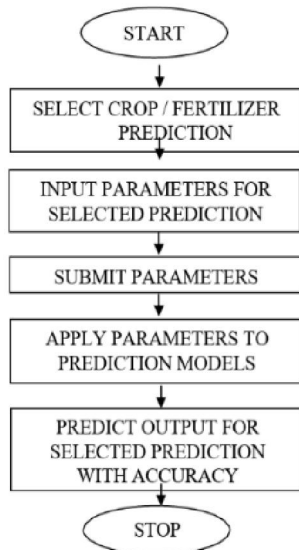 START
SELECT CROP / FERTILIZER
PREDICTION
INPUT PARAMETERS FOR
SELECTED PREDICTION
SUBMIT PARAMETERS
APPLY PARAMETERS TO
PREDICTION MODELS
PREDICT OUTPUT FOR
SELECTED PREDICTION
WITH ACCURACY
STOP